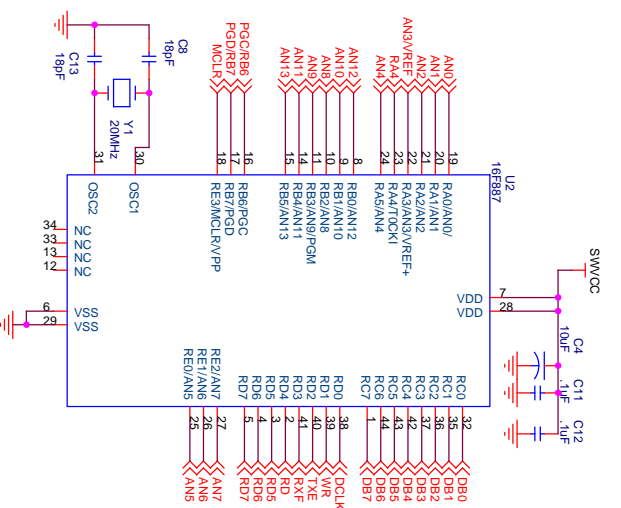 SWVCC
C4
10uF
C11
.1uF
C12
.1uF
U2
16F887
7 VDD
28 VDD
AN0 19 RA0/AN0/
AN1 20 RA1/AN1
AN2 21 RA2/AN2
AN3/VREF 22 RA3/AN3/VREF+
RA4 23 RA4/T0CKI
AN4 24 RA5/AN4
AN12 8 RB0/AN12
AN10 9 RB1/AN10
AN8 10 RB2/AN8
AN9 11 RB3/AN9/PGM
AN11 14 RB4/AN11
AN13 15 RB5/AN13
PGC/RB6 16 RB6/PGC
PGD/RB7 17 RB7/PGD
MCLR 18 RE3/MCLR/VPP
RC0 32 DB0
RC1 35 DB1
RC2 36 DB2
RC3 37 DB3
RC4 42 DB4
RC5 43 DB5
RC6 44 DB6
RC7 1 DB7
RD0 38 DCLK
RD1 39 WR
RD2 40 TXE
RD3 41 RXF
RD4 2 RD
RD5 3 RD5
RD6 4 RD6
RD7 5 RD7
RE2/AN7 27 AN7
RE1/AN6 26 AN6
RE0/AN5 25 AN5
C8
18pF
C13
18pF
Y1
20MHz
30 OSC1
31 OSC2
34 NC
33 NC
13 NC
12 NC
6 VSS
29 VSS